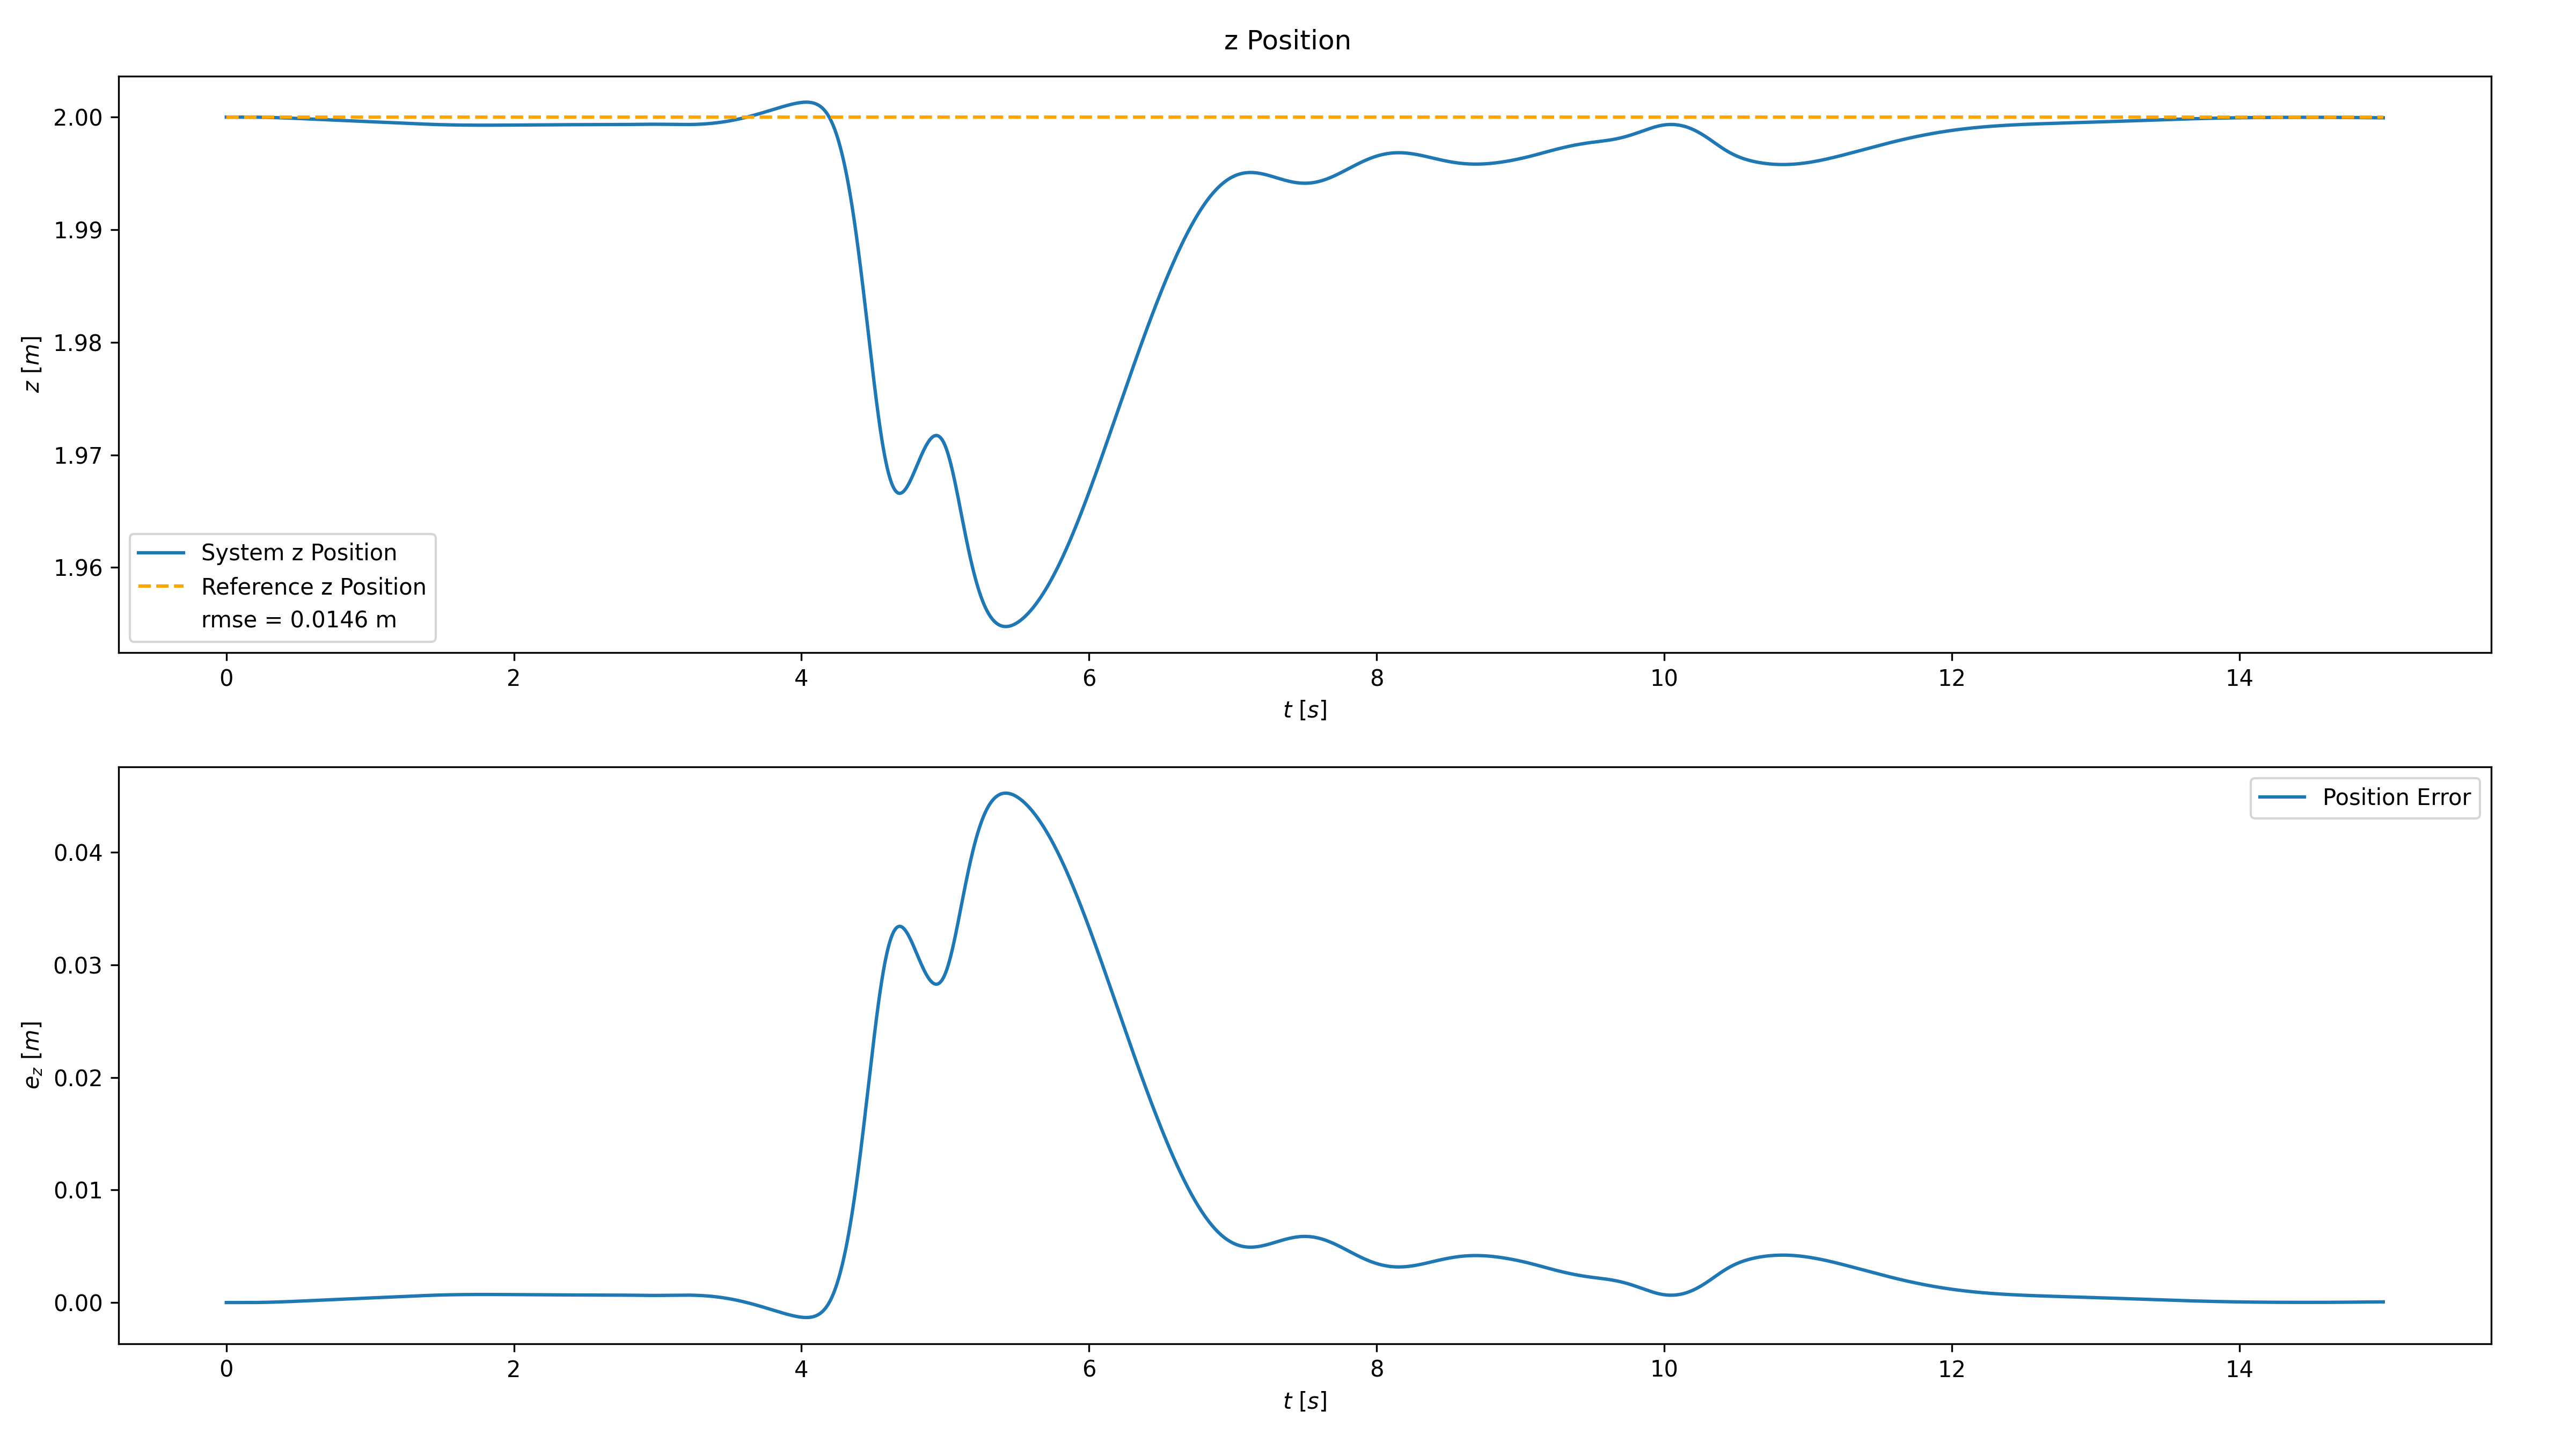 z Position
2.00
1.99
1.98
1.97
1.96
z [m]
System z Position
Reference z Position
rmse = 0.0146 m
0 2 4 6 8 10 12 14
t [s]
Position Error
0.04
0.03
0.02
0.01
0.00
e_z [m]
0 2 4 6 8 10 12 14
t [s]